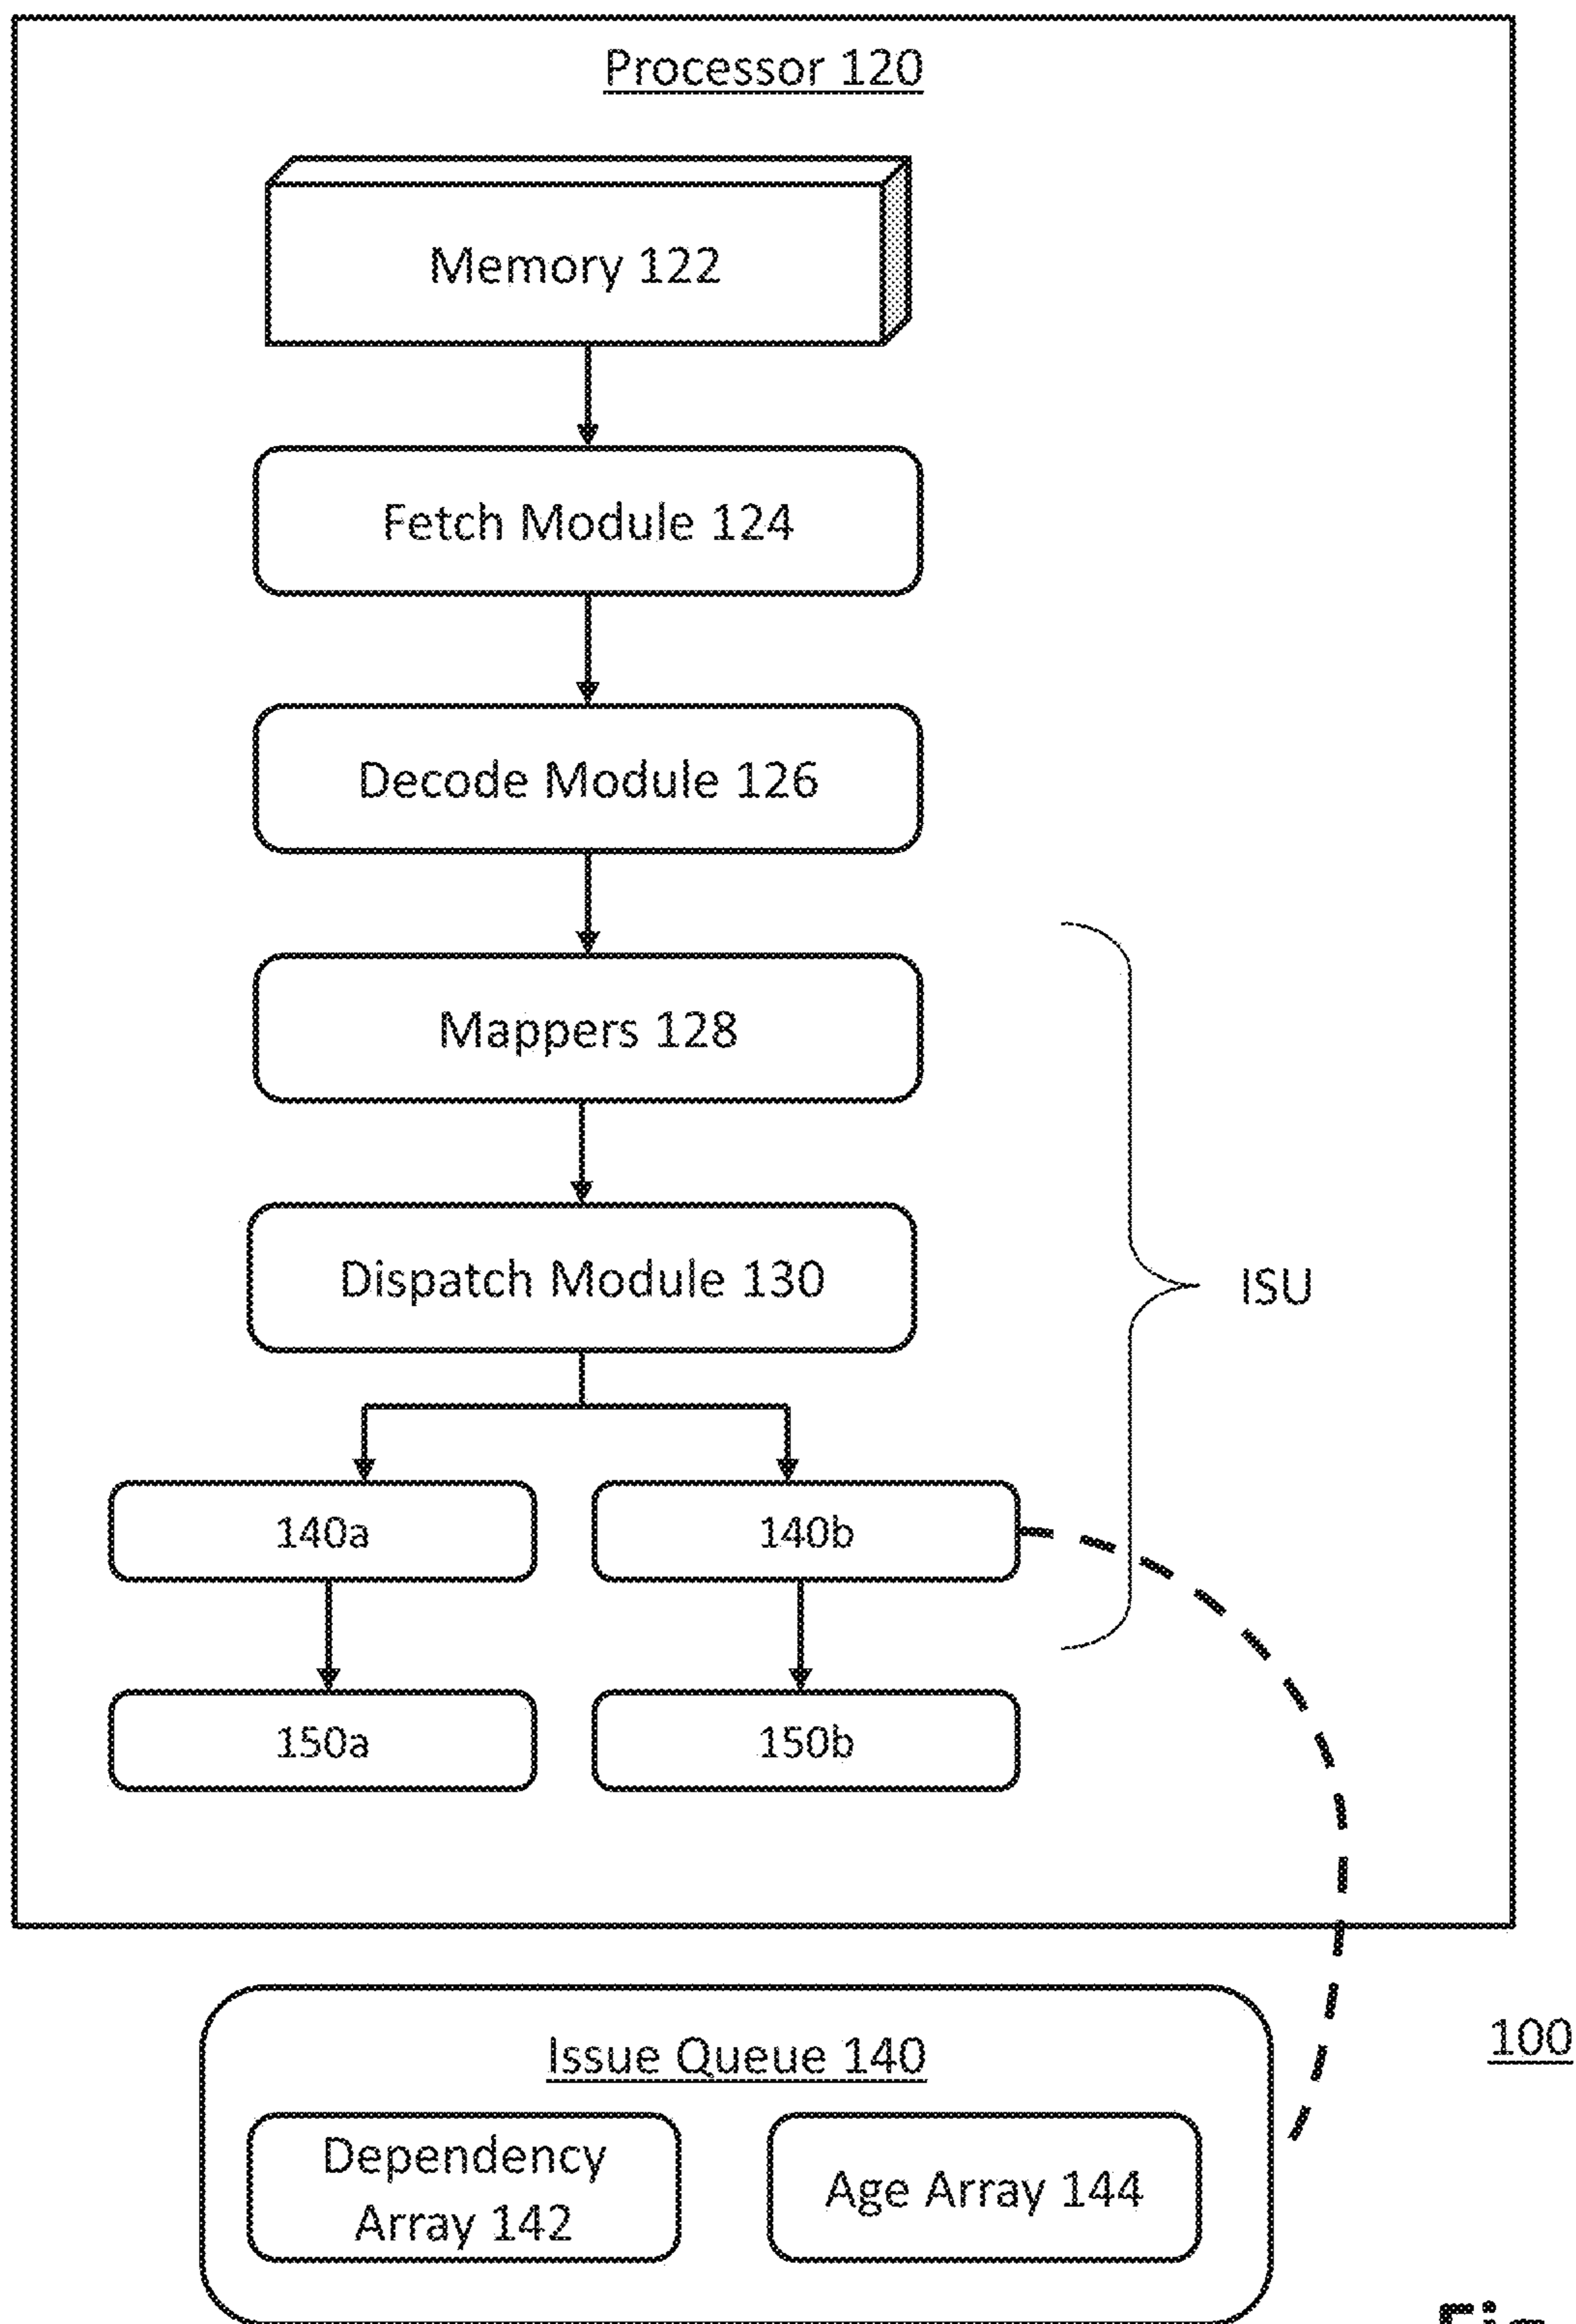 Processor 120
Memory 122
Fetch Module 124
Decode Module 126
Mappers 128
Dispatch Module 130
ISU
140a
140b
150a
150b
100
Issue Queue 140
Dependency
Array 142
Age Array 144